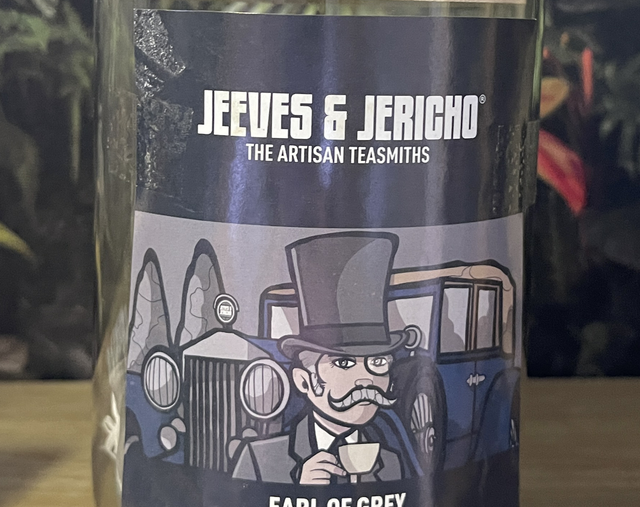 JEEVES & JERICHO®
THE ARTISAN TEASMITHS
EARL OF GREY